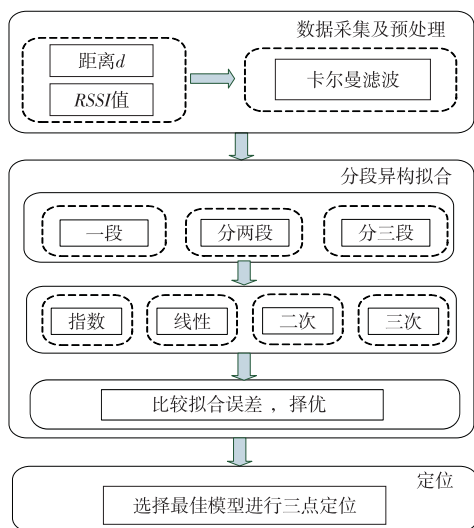 数据采集及预处理
距离d
RSSI值
卡尔曼滤波
分段异构拟合
一段
分两段
分三段
指数
线性
二次
三次
比较拟合误差，择优
定位
选择最佳模型进行三点定位